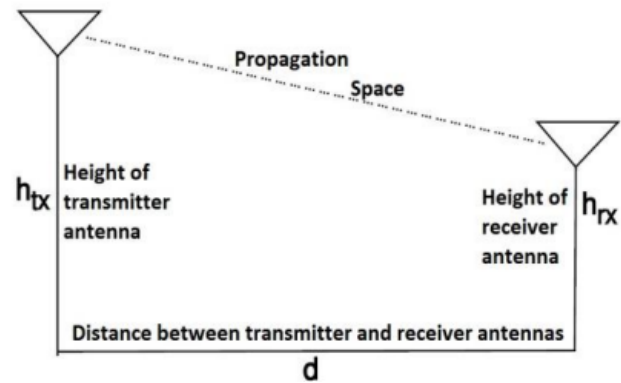 Propagation
Space
h_tx
Height of
transmitter
antenna
Height of
receiver
antenna
h_rx
Distance between transmitter and receiver antennas
d